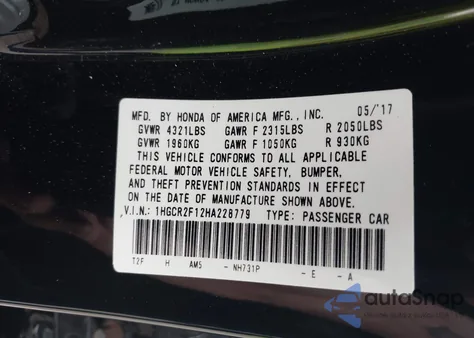 MFD. BY HONDA OF AMERICA MFG., INC. 05/'17
GVWR 4321LBS GAWR F 2315LBS R 2050LBS
GVWR 1960KG GAWR F 1050KG R 930KG
THIS VEHICLE CONFORMS TO ALL APPLICABLE
FEDERAL MOTOR VEHICLE SAFETY, BUMPER,
AND THEFT PREVENTION STANDARDS IN EFFECT
ON THE DATE OF MANUFACTURE SHOWN ABOVE.
V.I.N.: 1HGCR2F12HA228779 TYPE: PASSENGER CAR
T2F H AM5 - NH731P - E - A
autoSnap